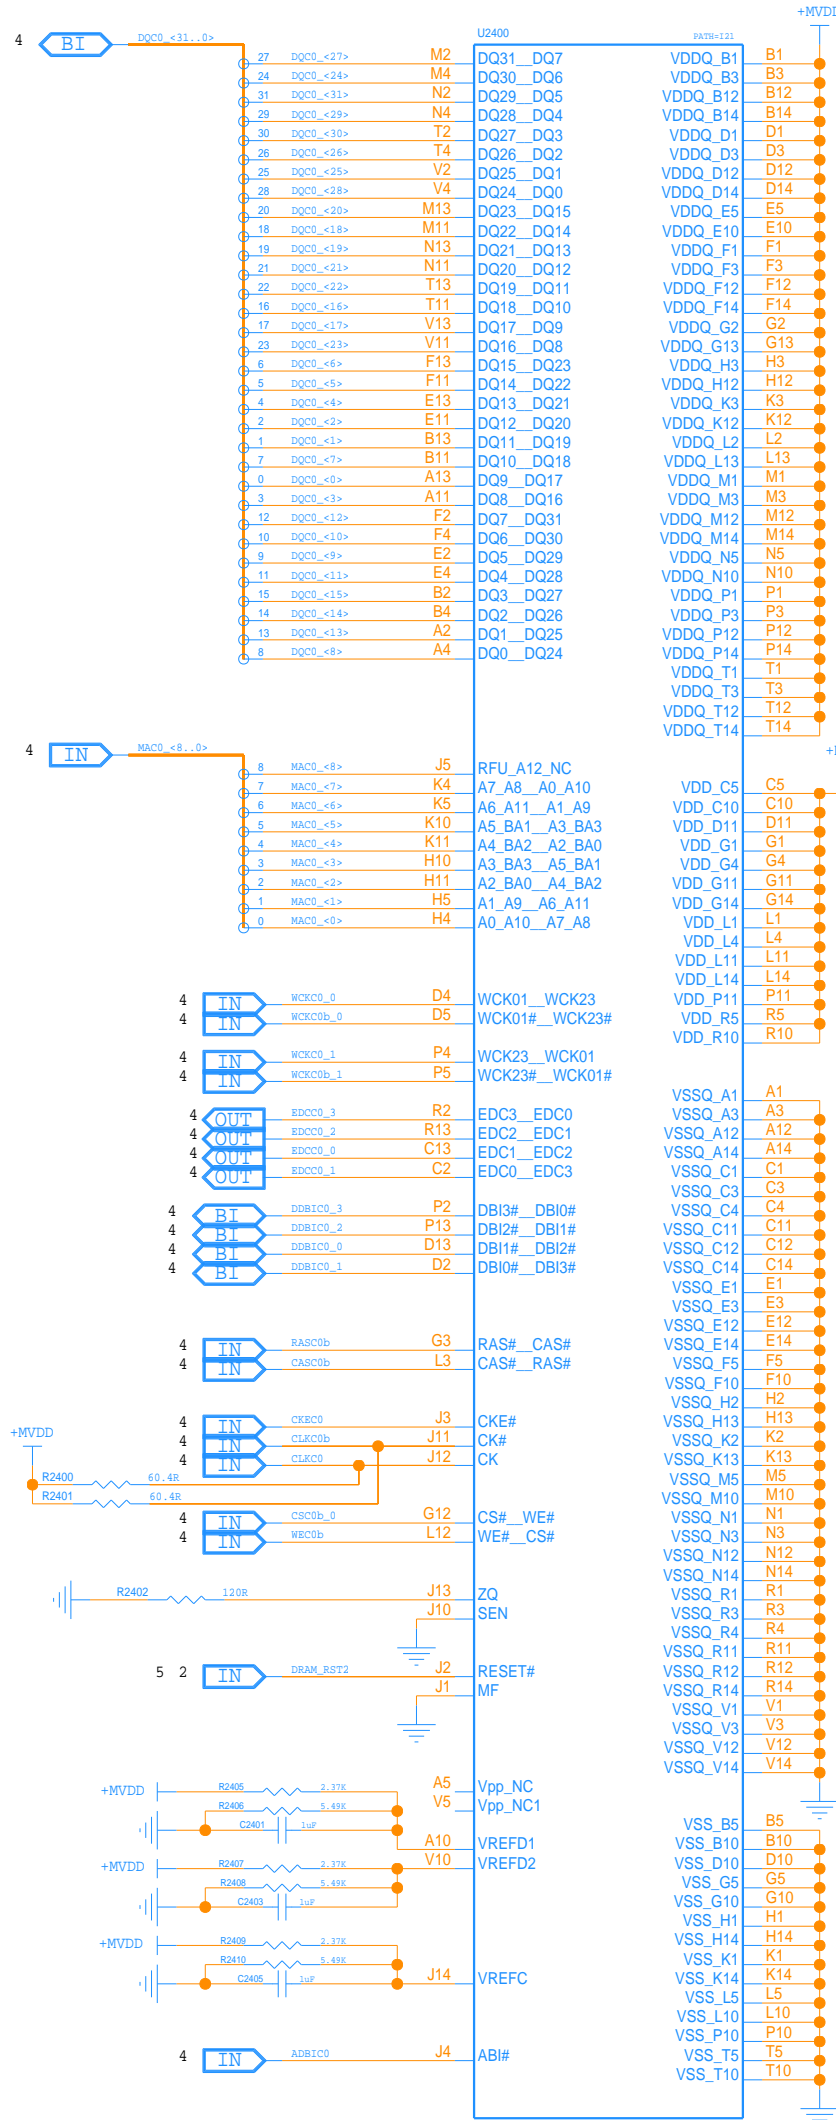 +MVDD
U2400 PATH=I21
4 BI DQC0_<31..0>
27 DQC0_<27> M2 DQ31__DQ7 VDDQ_B1 B1
24 DQC0_<24> M4 DQ30__DQ6 VDDQ_B3 B3
31 DQC0_<31> N2 DQ29__DQ5 VDDQ_B12 B12
29 DQC0_<29> N4 DQ28__DQ4 VDDQ_B14 B14
30 DQC0_<30> T2 DQ27__DQ3 VDDQ_D1 D1
26 DQC0_<26> T4 DQ26__DQ2 VDDQ_D3 D3
25 DQC0_<25> V2 DQ25__DQ1 VDDQ_D12 D12
28 DQC0_<28> V4 DQ24__DQ0 VDDQ_D14 D14
20 DQC0_<20> M13 DQ23__DQ15 VDDQ_E5 E5
18 DQC0_<18> M11 DQ22__DQ14 VDDQ_E10 E10
19 DQC0_<19> N13 DQ21__DQ13 VDDQ_F1 F1
21 DQC0_<21> N11 DQ20__DQ12 VDDQ_F3 F3
22 DQC0_<22> T13 DQ19__DQ11 VDDQ_F12 F12
16 DQC0_<16> T11 DQ18__DQ10 VDDQ_F14 F14
17 DQC0_<17> V13 DQ17__DQ9 VDDQ_G2 G2
23 DQC0_<23> V11 DQ16__DQ8 VDDQ_G13 G13
6 DQC0_<6> F13 DQ15__DQ23 VDDQ_H3 H3
5 DQC0_<5> F11 DQ14__DQ22 VDDQ_H12 H12
4 DQC0_<4> E13 DQ13__DQ21 VDDQ_K3 K3
2 DQC0_<2> E11 DQ12__DQ20 VDDQ_K12 K12
1 DQC0_<1> B13 DQ11__DQ19 VDDQ_L2 L2
7 DQC0_<7> B11 DQ10__DQ18 VDDQ_L13 L13
0 DQC0_<0> A13 DQ9__DQ17 VDDQ_M1 M1
3 DQC0_<3> A11 DQ8__DQ16 VDDQ_M3 M3
12 DQC0_<12> F2 DQ7__DQ31 VDDQ_M12 M12
10 DQC0_<10> F4 DQ6__DQ30 VDDQ_M14 M14
9 DQC0_<9> E2 DQ5__DQ29 VDDQ_N5 N5
11 DQC0_<11> E4 DQ4__DQ28 VDDQ_N10 N10
15 DQC0_<15> B2 DQ3__DQ27 VDDQ_P1 P1
14 DQC0_<14> B4 DQ2__DQ26 VDDQ_P3 P3
13 DQC0_<13> A2 DQ1__DQ25 VDDQ_P12 P12
8 DQC0_<8> A4 DQ0__DQ24 VDDQ_P14 P14
VDDQ_T1 T1
VDDQ_T3 T3
VDDQ_T12 T12
VDDQ_T14 T14
4 IN MAC0_<8..0>
8 MAC0_<8> J5 RFU_A12_NC
7 MAC0_<7> K4 A7_A8__A0_A10 VDD_C5 C5
6 MAC0_<6> K5 A6_A11__A1_A9 VDD_C10 C10
5 MAC0_<5> K10 A5_BA1__A3_BA3 VDD_D11 D11
4 MAC0_<4> K11 A4_BA2__A2_BA0 VDD_G1 G1
3 MAC0_<3> H10 A3_BA3__A5_BA1 VDD_G4 G4
2 MAC0_<2> H11 A2_BA0__A4_BA2 VDD_G11 G11
1 MAC0_<1> H5 A1_A9__A6_A11 VDD_G14 G14
0 MAC0_<0> H4 A0_A10__A7_A8 VDD_L1 L1
VDD_L4 L4
VDD_L11 L11
VDD_L14 L14
4 IN WCKC0_0 D4 WCK01__WCK23 VDD_P11 P11
4 IN WCKC0b_0 D5 WCK01#__WCK23# VDD_R5 R5
VDD_R10 R10
4 IN WCKC0_1 P4 WCK23__WCK01
4 IN WCKC0b_1 P5 WCK23#__WCK01#
VSSQ_A1 A1
4 OUT EDCC0_3 R2 EDC3__EDC0 VSSQ_A3 A3
4 OUT EDCC0_2 R13 EDC2__EDC1 VSSQ_A12 A12
4 OUT EDCC0_0 C13 EDC1__EDC2 VSSQ_A14 A14
4 OUT EDCC0_1 C2 EDC0__EDC3 VSSQ_C1 C1
VSSQ_C3 C3
4 BI DDBIC0_3 P2 DBI3#__DBI0# VSSQ_C4 C4
4 BI DDBIC0_2 P13 DBI2#__DBI1# VSSQ_C11 C11
4 BI DDBIC0_0 D13 DBI1#__DBI2# VSSQ_C12 C12
4 BI DDBIC0_1 D2 DBI0#__DBI3# VSSQ_C14 C14
VSSQ_E1 E1
VSSQ_E3 E3
VSSQ_E12 E12
4 IN RASC0b G3 RAS#__CAS# VSSQ_E14 E14
4 IN CASC0b L3 CAS#__RAS# VSSQ_F5 F5
VSSQ_F10 F10
VSSQ_H2 H2
4 IN CKEC0 J3 CKE# VSSQ_H13 H13
+MVDD 4 IN CLKC0b J11 CK# VSSQ_K2 K2
4 IN CLKC0 J12 CK VSSQ_K13 K13
R2400 60.4R VSSQ_M5 M5
R2401 60.4R VSSQ_M10 M10
4 IN CSC0b_0 G12 CS#__WE# VSSQ_N1 N1
4 IN WEC0b L12 WE#__CS# VSSQ_N3 N3
VSSQ_N12 N12
VSSQ_N14 N14
R2402 120R J13 ZQ VSSQ_R1 R1
J10 SEN VSSQ_R3 R3
VSSQ_R4 R4
VSSQ_R11 R11
5 2 IN DRAM_RST2 J2 RESET# VSSQ_R12 R12
J1 MF VSSQ_R14 R14
VSSQ_V1 V1
VSSQ_V3 V3
VSSQ_V12 V12
VSSQ_V14 V14
+MVDD R2405 2.37K A5 Vpp_NC
R2406 5.49K V5 Vpp_NC1
C2401 1uF VSS_B5 B5
A10 VREFD1 VSS_B10 B10
+MVDD R2407 2.37K V10 VREFD2 VSS_D10 D10
R2408 5.49K VSS_G5 G5
C2403 1uF VSS_G10 G10
VSS_H1 H1
+MVDD R2409 2.37K VSS_H14 H14
R2410 5.49K VSS_K1 K1
C2405 1uF J14 VREFC VSS_K14 K14
VSS_L5 L5
VSS_L10 L10
VSS_P10 P10
4 IN ADBIC0 J4 ABI# VSS_T5 T5
VSS_T10 T10